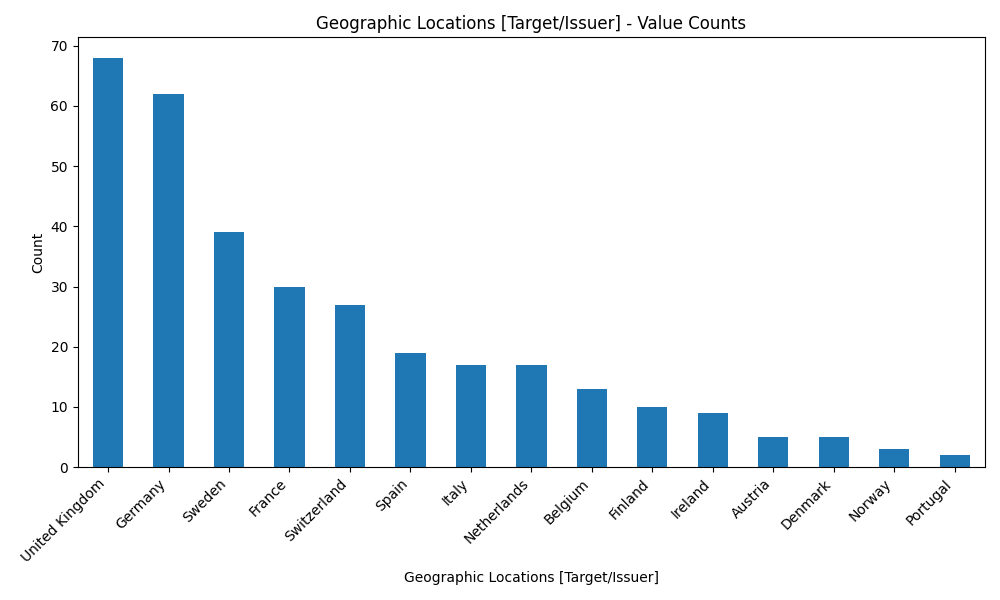 Geographic Locations [Target/Issuer] - Value Counts
70
60
50
40
30
20
10
0
Count
United Kingdom
Germany
Sweden
France
Switzerland
Spain
Italy
Netherlands
Belgium
Finland
Ireland
Austria
Denmark
Norway
Portugal
Geographic Locations [Target/Issuer]